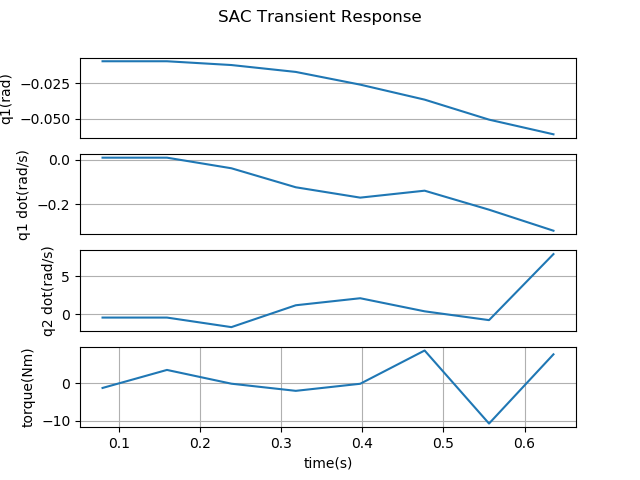 SAC Transient Response
q1(rad)
−0.025
−0.050
q1 dot(rad/s)
0.0
−0.2
q2 dot(rad/s)
5
0
torque(Nm)
0
−10
0.1 0.2 0.3 0.4 0.5 0.6
time(s)